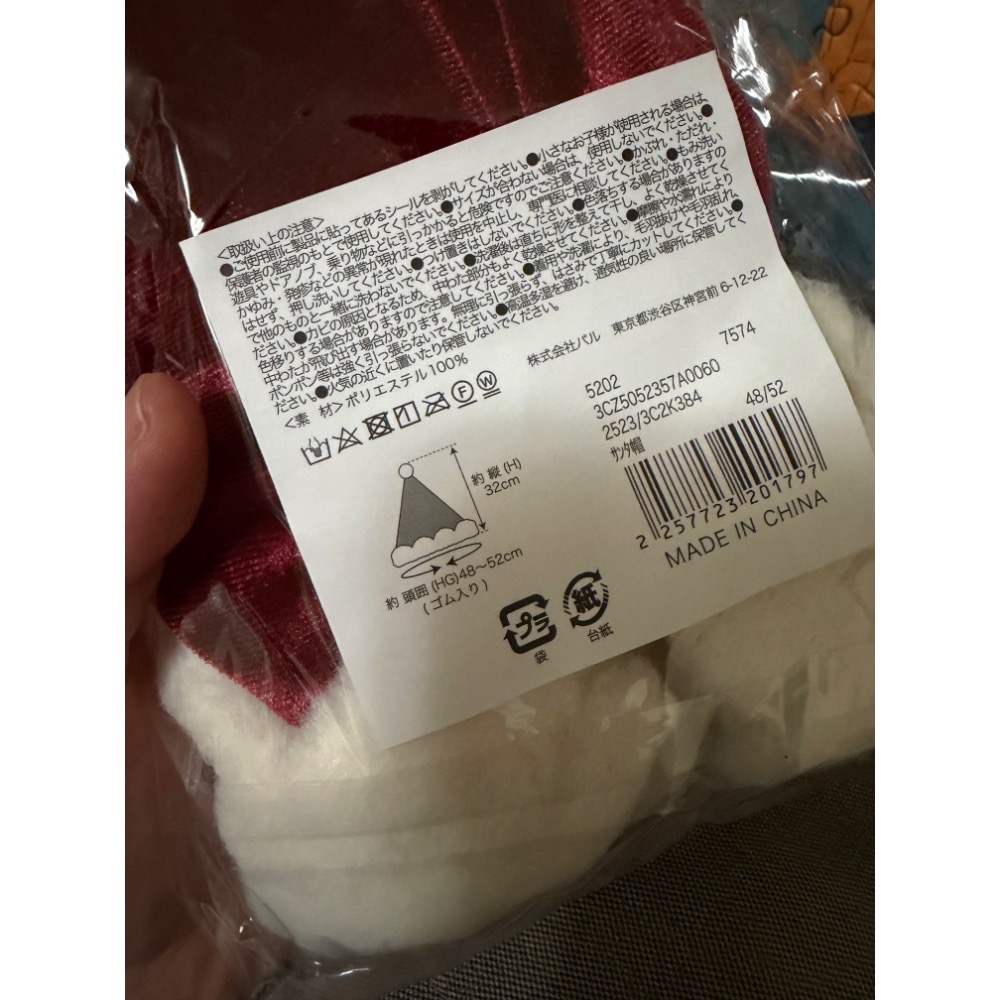 <取扱い上の注意>
●ご使用前に製品に貼ってあるシールを剥がしてください。●小さなお子様が使用される場合は、
保護者の監視のもとで使用してください。●サイズが合わない場合は、使用しないでください。●
遊具やドアノブ、乗り物などに引っかかると危険ですのでご注意ください。●かぶれ・ただれ・
かゆみ・発疹などの異常が現れたときは使用を中止し、専門医に相談してください。●もみ洗い
はせず、押し洗いしてください。●つけ置きはしないでください。●色落ちする場合がありますの
で他のものと一緒に洗わないでください。●洗濯後は直ちに形を整えて干し、よく乾燥させてく
ださい。●カビの原因となるため、中わた部分もよく乾燥させてください。●摩擦や水濡れにより
色移りする場合がありますので注意してください。●着用や洗濯により、毛羽抜けや毛羽乱れ、
中わたが飛び出す場合があります。無理に引っ張らず、はさみで丁寧にカットしてください。●
ポンポン等は強く引っ張らないでください。●高温多湿を避け、通気性の良い場所に保管してく
ださい。●火気の近くに置いたり保管しないでください。
<素 材>ポリエステル100%
株式会社パル 東京都渋谷区神宮前 6-12-22
F W
5202 7574
3CZ5052357A0060
2523/3C2K384 48/52
サンタ帽
2 257723 201797
MADE IN CHINA
約 縦 (H)
32cm
約 頭囲 (HG)48～52cm
(ゴム入り)
プラ 紙
袋 台紙